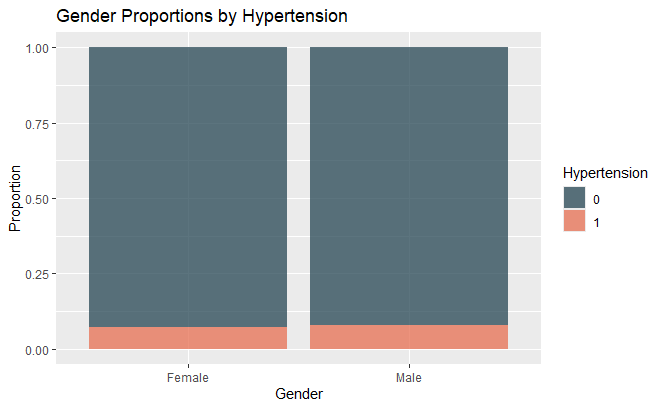 Gender Proportions by Hypertension
1.00
0.75
0.50
0.25
0.00
Proportion
Female
Male
Gender
Hypertension
0
1